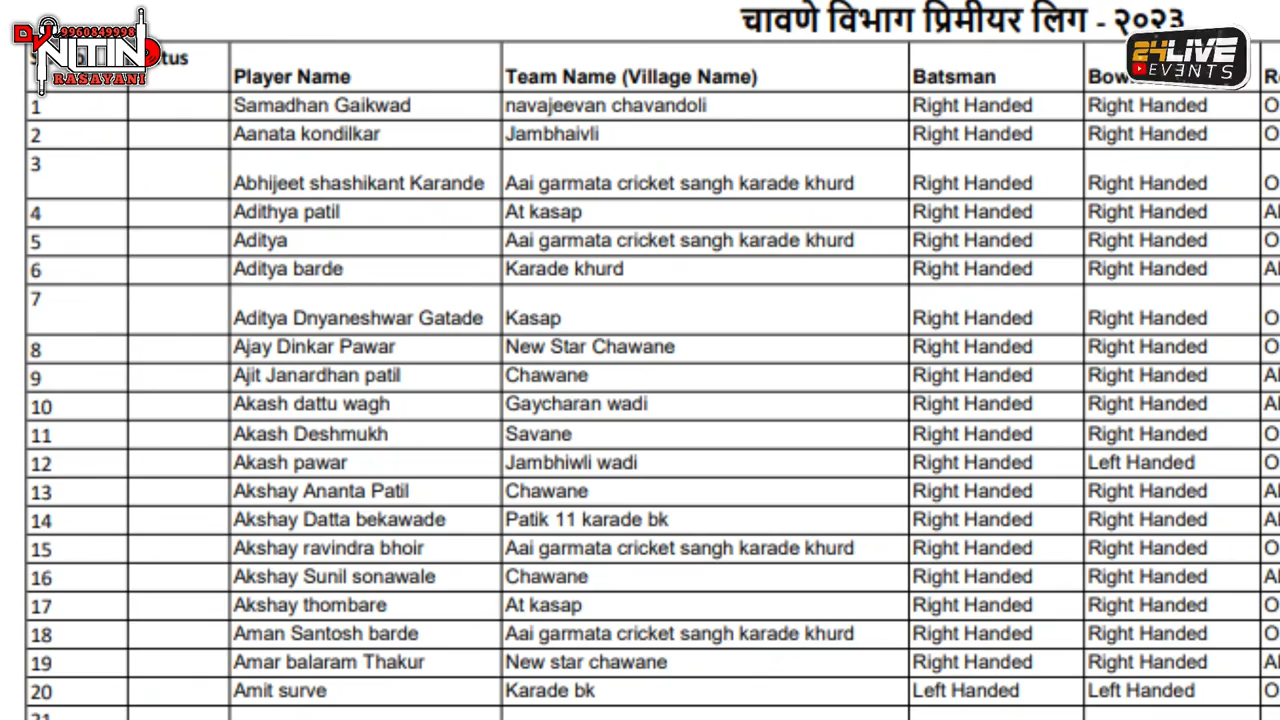 चावणे विभाग प्रिमीयर लिग - २०२३
9960849998
NITIN
RASAYANI
24LIVE
EVENTS
Player Name Team Name (Village Name) Batsman
1 Samadhan Gaikwad navajeevan chavandoli Right Handed Right Handed
2 Aanata kondilkar Jambhaivli Right Handed Right Handed
3 Abhijeet shashikant Karande Aai garmata cricket sangh karade khurd Right Handed Right Handed
4 Adithya patil At kasap Right Handed Right Handed
5 Aditya Aai garmata cricket sangh karade khurd Right Handed Right Handed
6 Aditya barde Karade khurd Right Handed Right Handed
7 Aditya Dnyaneshwar Gatade Kasap Right Handed Right Handed
8 Ajay Dinkar Pawar New Star Chawane Right Handed Right Handed
9 Ajit Janardhan patil Chawane Right Handed Right Handed
10 Akash dattu wagh Gaycharan wadi Right Handed Right Handed
11 Akash Deshmukh Savane Right Handed Right Handed
12 Akash pawar Jambhiwli wadi Right Handed Left Handed
13 Akshay Ananta Patil Chawane Right Handed Right Handed
14 Akshay Datta bekawade Patik 11 karade bk Right Handed Right Handed
15 Akshay ravindra bhoir Aai garmata cricket sangh karade khurd Right Handed Right Handed
16 Akshay Sunil sonawale Chawane Right Handed Right Handed
17 Akshay thombare At kasap Right Handed Right Handed
18 Aman Santosh barde Aai garmata cricket sangh karade khurd Right Handed Right Handed
19 Amar balaram Thakur New star chawane Right Handed Right Handed
20 Amit surve Karade bk Left Handed Left Handed